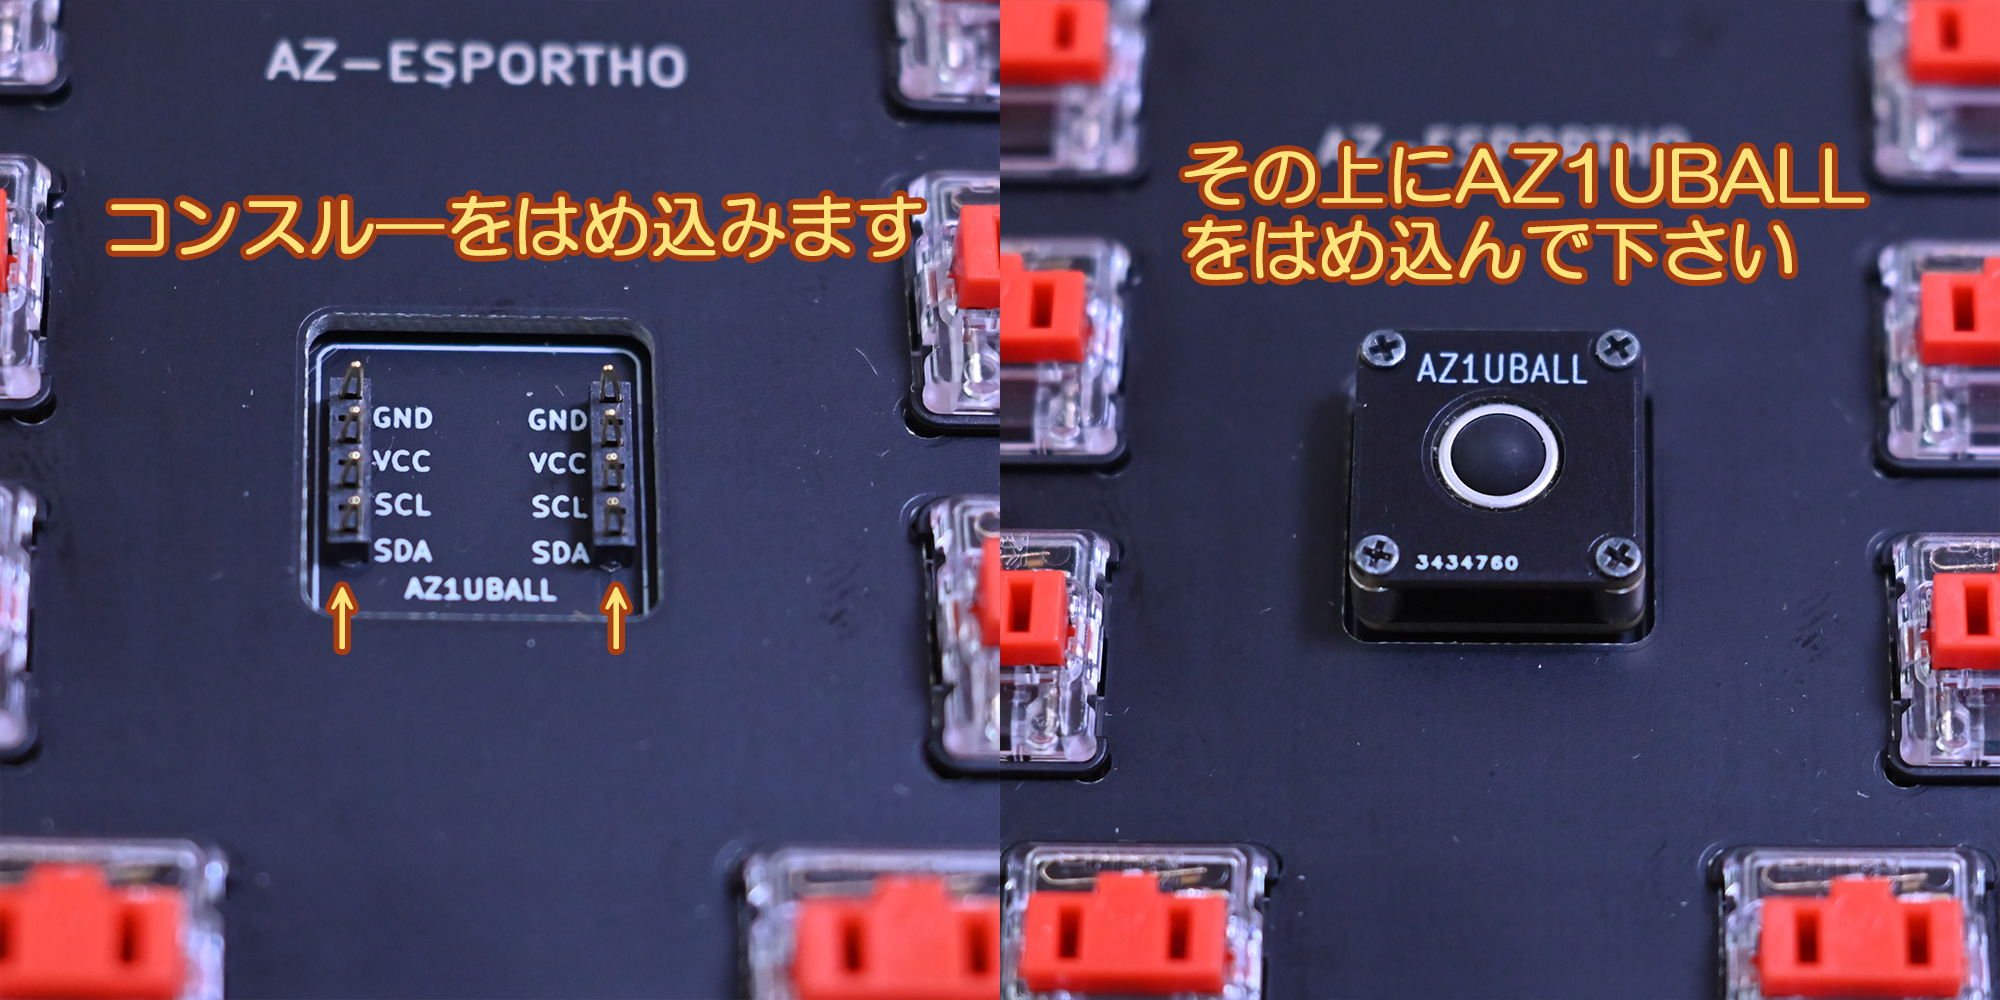 AZ-ESPORTHO
コンスルーをはめ込みます
GND GND
VCC VCC
SCL SCL
SDA SDA
AZ1UBALL
AZ-ESPORTHO
その上にAZ1UBALL
をはめ込んで下さい
AZ1UBALL
3434760